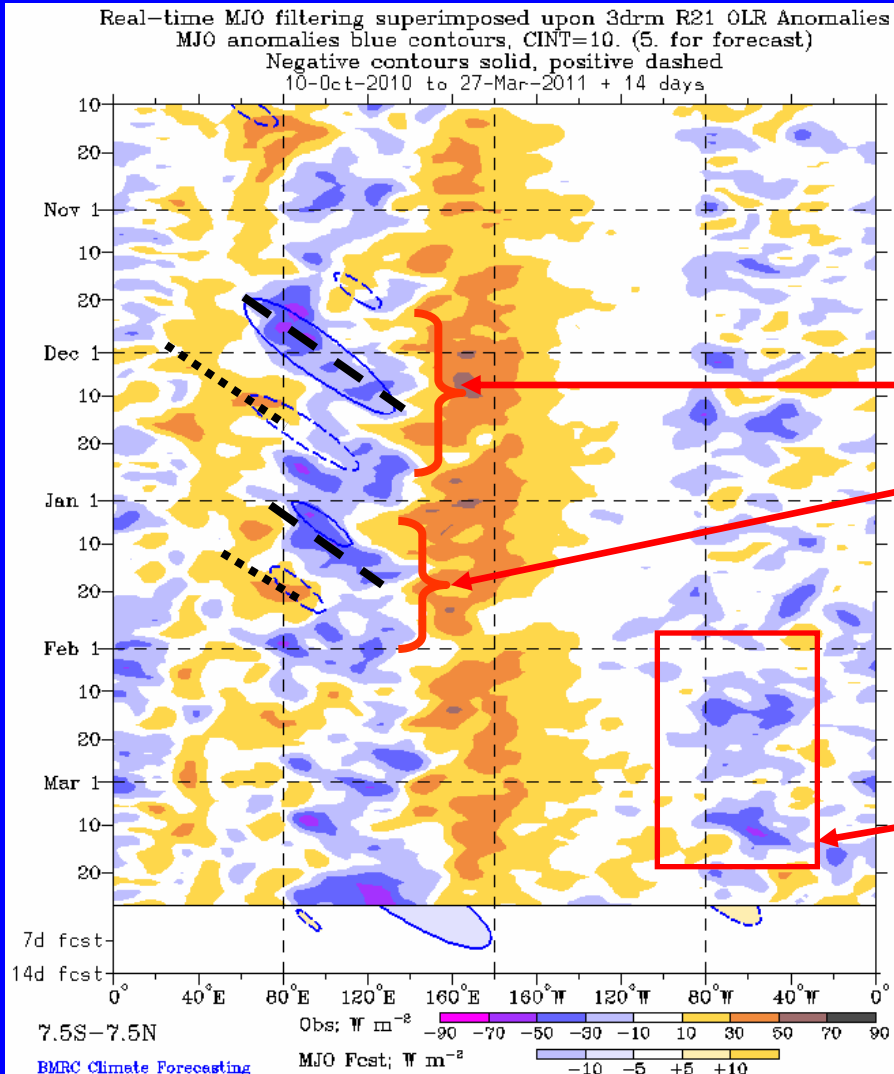 Real-time MJO filtering superimposed upon 3drm R21 OLR Anomalies
MJO anomalies blue contours, CINT=10. (5. for forecast)
Negative contours solid, positive dashed
10-Oct-2010 to 27-Mar-2011 + 14 days
10
20
Nov 1
10
20
Dec 1
10
20
Jan 1
10
20
Feb 1
10
20
Mar 1
10
20
7d fcst
14d fcst
0° 40°E 80°E 120°E 160°E 160°W 120°W 80°W 40°W 0°
7.5S-7.5N
Obs; W m⁻²
-90 -70 -50 -30 -10 10 30 50 70 90
BMRC Climate Forecasting
MJO Fcst; W m⁻²
-10 -5 +5 +10